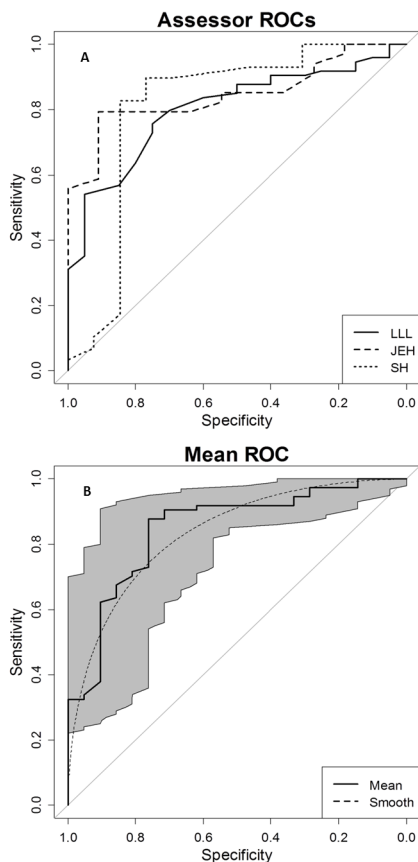 Assessor ROCs
A
Sensitivity
1.0
0.8
0.6
0.4
0.2
0.0
LLL
JEH
SH
1.0 0.8 0.6 0.4 0.2 0.0
Specificity
Mean ROC
B
Sensitivity
1.0
0.8
0.6
0.4
0.2
0.0
Mean
Smooth
1.0 0.8 0.6 0.4 0.2 0.0
Specificity